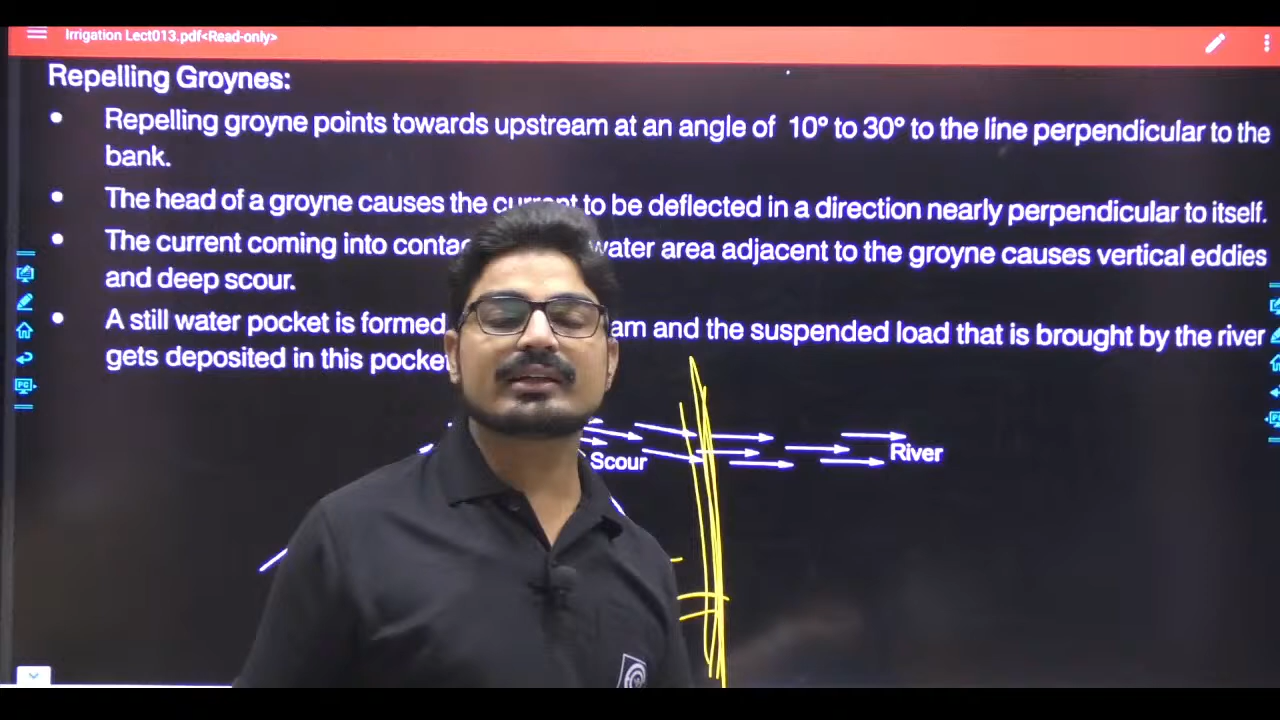 Irrigation Lect013.pdf<Read-only>
Repelling Groynes:
• Repelling groyne points towards upstream at an angle of 10° to 30° to the line perpendicular to the
bank.
• The head of a groyne causes the current to be deflected in a direction nearly perpendicular to itself.
• The current coming into water area adjacent to the groyne causes vertical eddies
and deep scour.
• A still water pocket is formed and the suspended load that is brought by the river
gets deposited in this pocket
Scour
River
PC